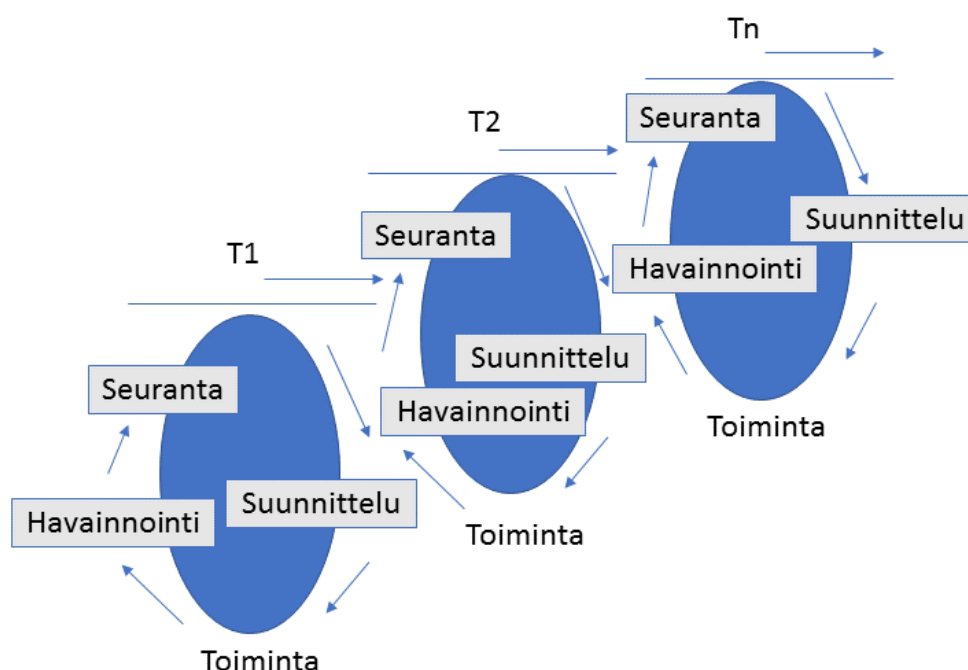 Tn
Seuranta
T2
Suunnittelu
Seuranta
T1
Havainnointi
Suunnittelu
Seuranta
Havainnointi
Toiminta
Suunnittelu
Havainnointi
Toiminta
Toiminta